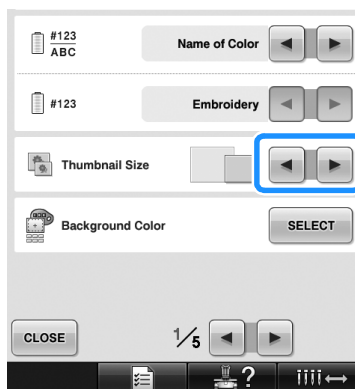 #123
ABC
Name of Color
#123
Embroidery
Thumbnail Size
Background Color
SELECT
CLOSE
1/5
?